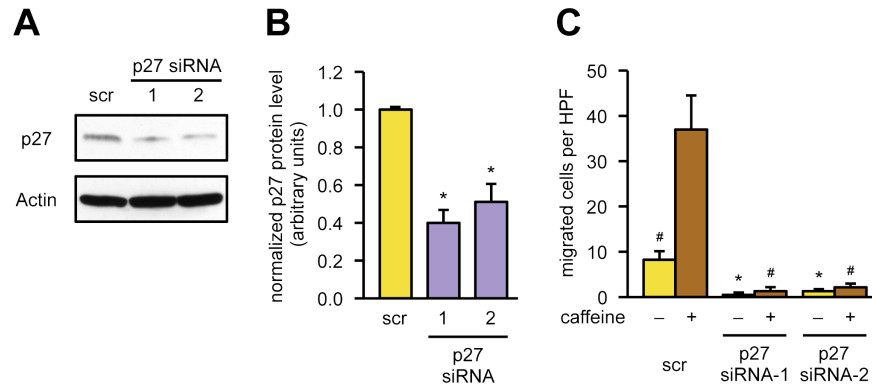 A
p27 siRNA
scr 1 2
p27
Actin
B
normalized p27 protein level
(arbitrary units)
1.2
1.0
0.8
0.6
0.4
0.2
0.0
*
*
scr 1 2
p27
siRNA
C
migrated cells per HPF
50
40
30
20
10
0
#
* #
* #
caffeine – + – + – +
scr
p27
siRNA-1
p27
siRNA-2